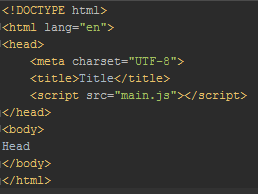 <!DOCTYPE html>
<html lang="en">
<head>
    <meta charset="UTF-8">
    <title>Title</title>
    <script src="main.js"></script>
</head>
<body>
Head
</body>
</html>